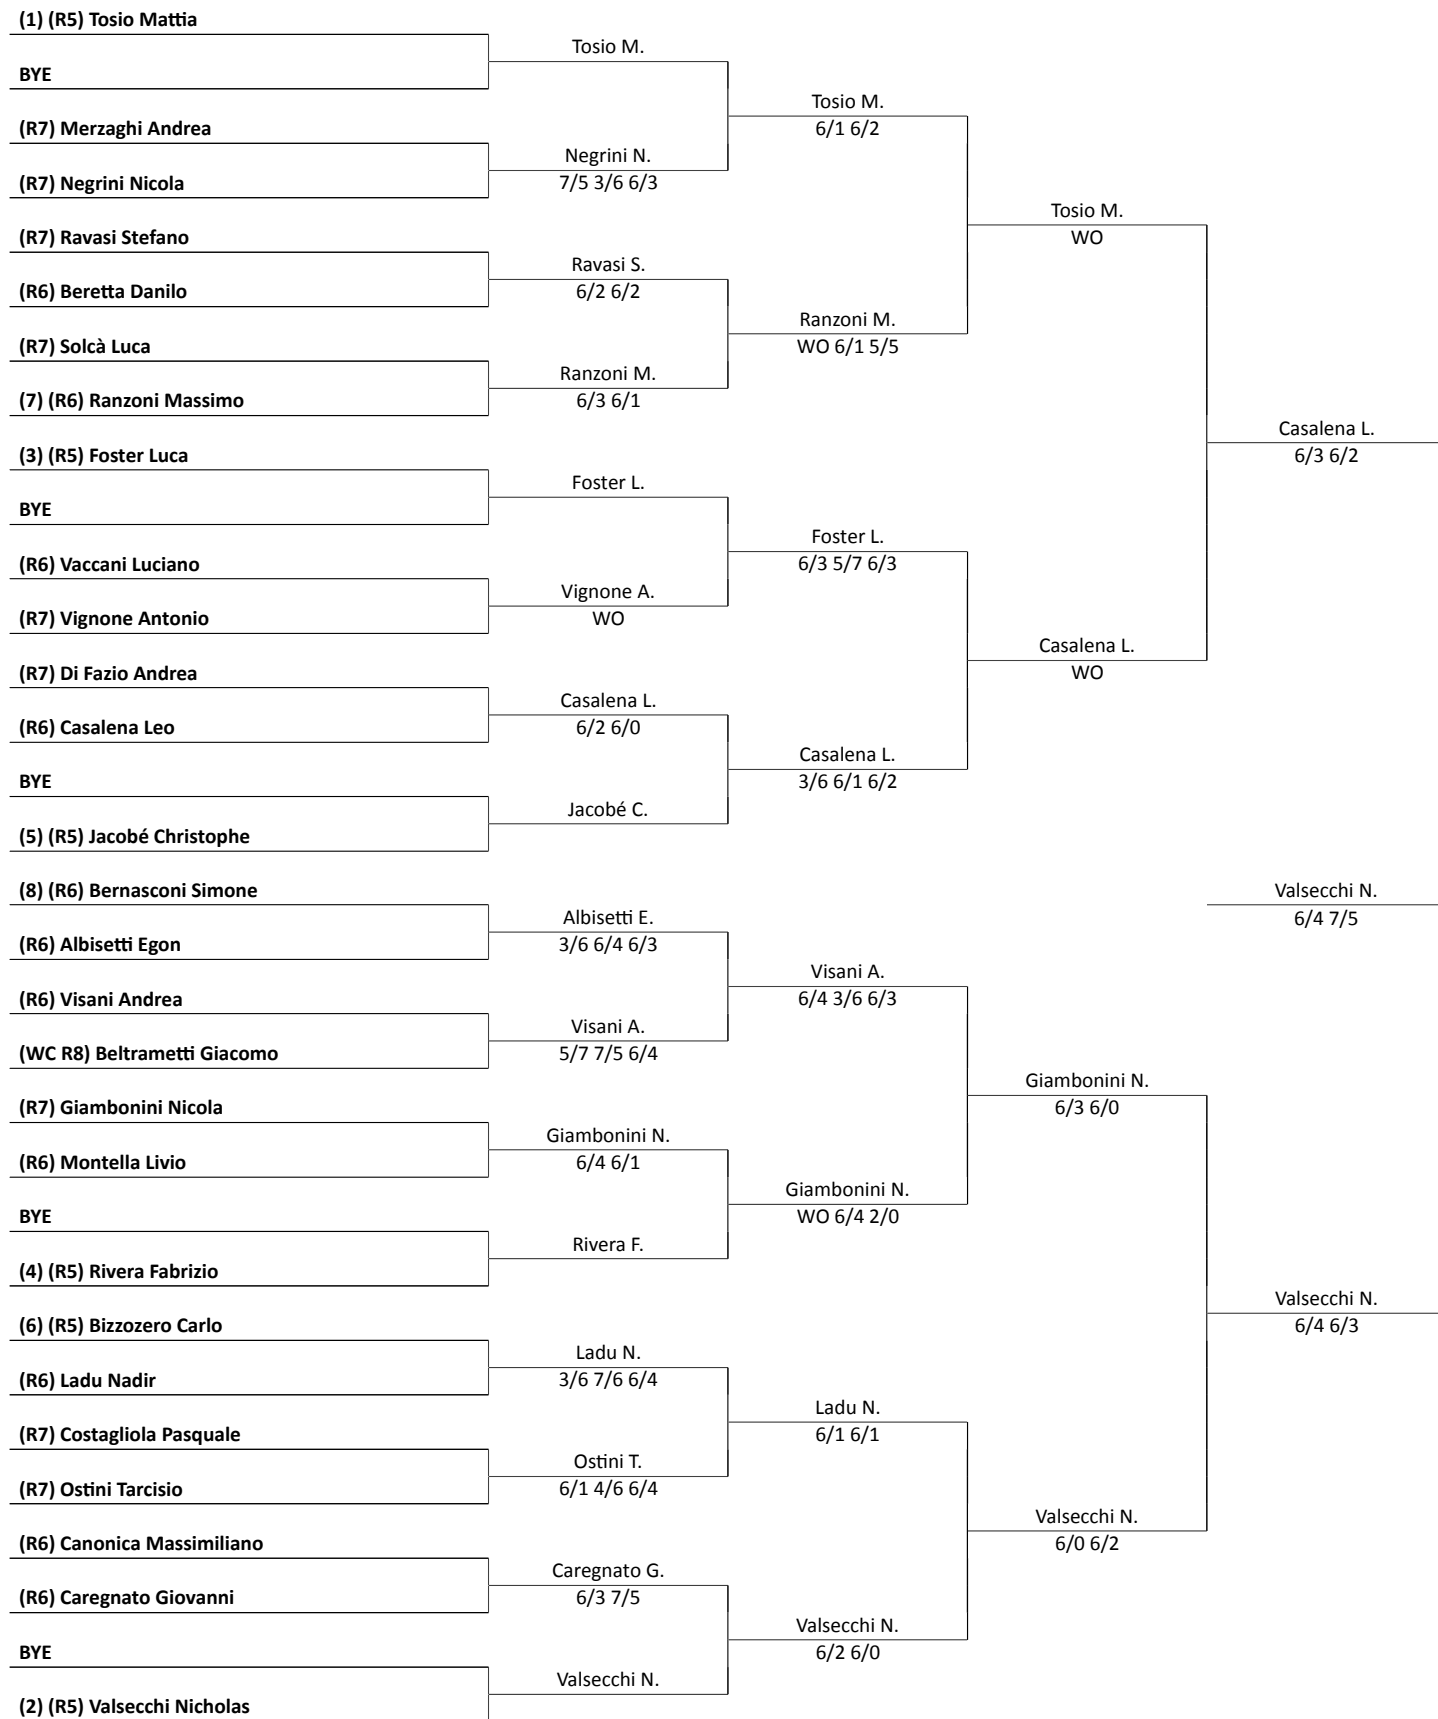 (1) (R5) Tosio Mattia
BYE
(R7) Merzaghi Andrea
(R7) Negrini Nicola
(R7) Ravasi Stefano
(R6) Beretta Danilo
(R7) Solcà Luca
(7) (R6) Ranzoni Massimo
(3) (R5) Foster Luca
BYE
(R6) Vaccani Luciano
(R7) Vignone Antonio
(R7) Di Fazio Andrea
(R6) Casalena Leo
BYE
(5) (R5) Jacobé Christophe
(8) (R6) Bernasconi Simone
(R6) Albisetti Egon
(R6) Visani Andrea
(WC R8) Beltrametti Giacomo
(R7) Giambonini Nicola
(R6) Montella Livio
BYE
(4) (R5) Rivera Fabrizio
(6) (R5) Bizzozero Carlo
(R6) Ladu Nadir
(R7) Costagliola Pasquale
(R7) Ostini Tarcisio
(R6) Canonica Massimiliano
(R6) Caregnato Giovanni
BYE
(2) (R5) Valsecchi Nicholas
Tosio M.
Negrini N.
7/5 3/6 6/3
Ravasi S.
6/2 6/2
Ranzoni M.
6/3 6/1
Foster L.
Vignone A.
WO
Casalena L.
6/2 6/0
Jacobé C.
Albisetti E.
3/6 6/4 6/3
Visani A.
5/7 7/5 6/4
Giambonini N.
6/4 6/1
Rivera F.
Ladu N.
3/6 7/6 6/4
Ostini T.
6/1 4/6 6/4
Caregnato G.
6/3 7/5
Valsecchi N.
Tosio M.
6/1 6/2
Ranzoni M.
WO 6/1 5/5
Foster L.
6/3 5/7 6/3
Casalena L.
3/6 6/1 6/2
Visani A.
6/4 3/6 6/3
Giambonini N.
WO 6/4 2/0
Ladu N.
6/1 6/1
Valsecchi N.
6/2 6/0
Tosio M.
WO
Casalena L.
WO
Giambonini N.
6/3 6/0
Valsecchi N.
6/0 6/2
Casalena L.
6/3 6/2
Valsecchi N.
6/4 7/5
Valsecchi N.
6/4 6/3